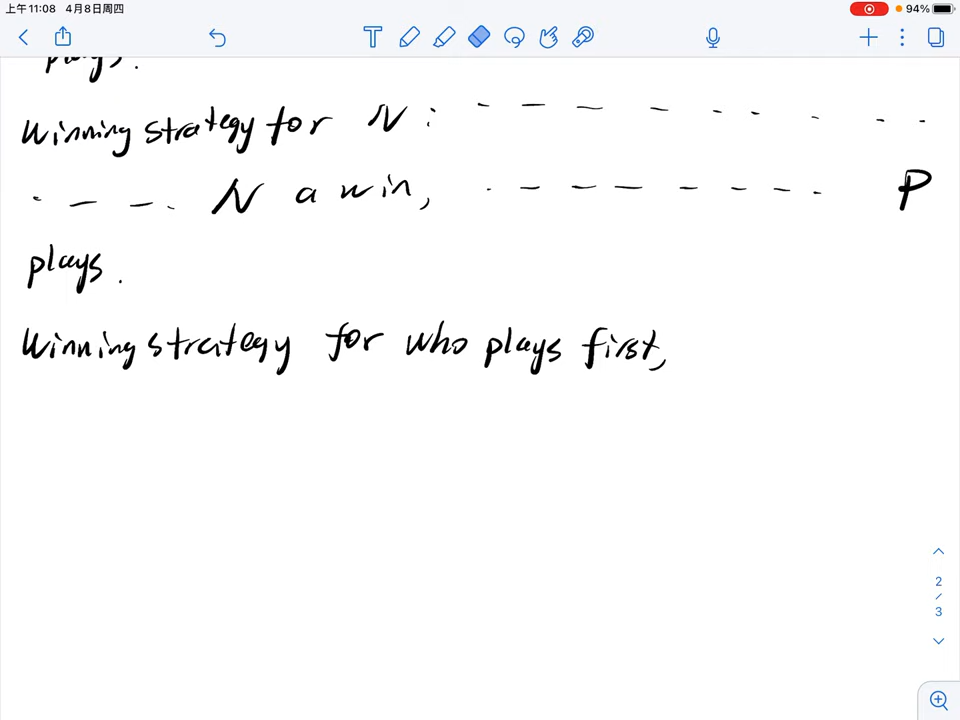 上午11:08 4月8日周四 94%
plays.
Winning strategy for N: - - - - - - - -
- - - - N a win, - - - - - - - P
plays.
Winning strategy for who plays first,
2
/
3